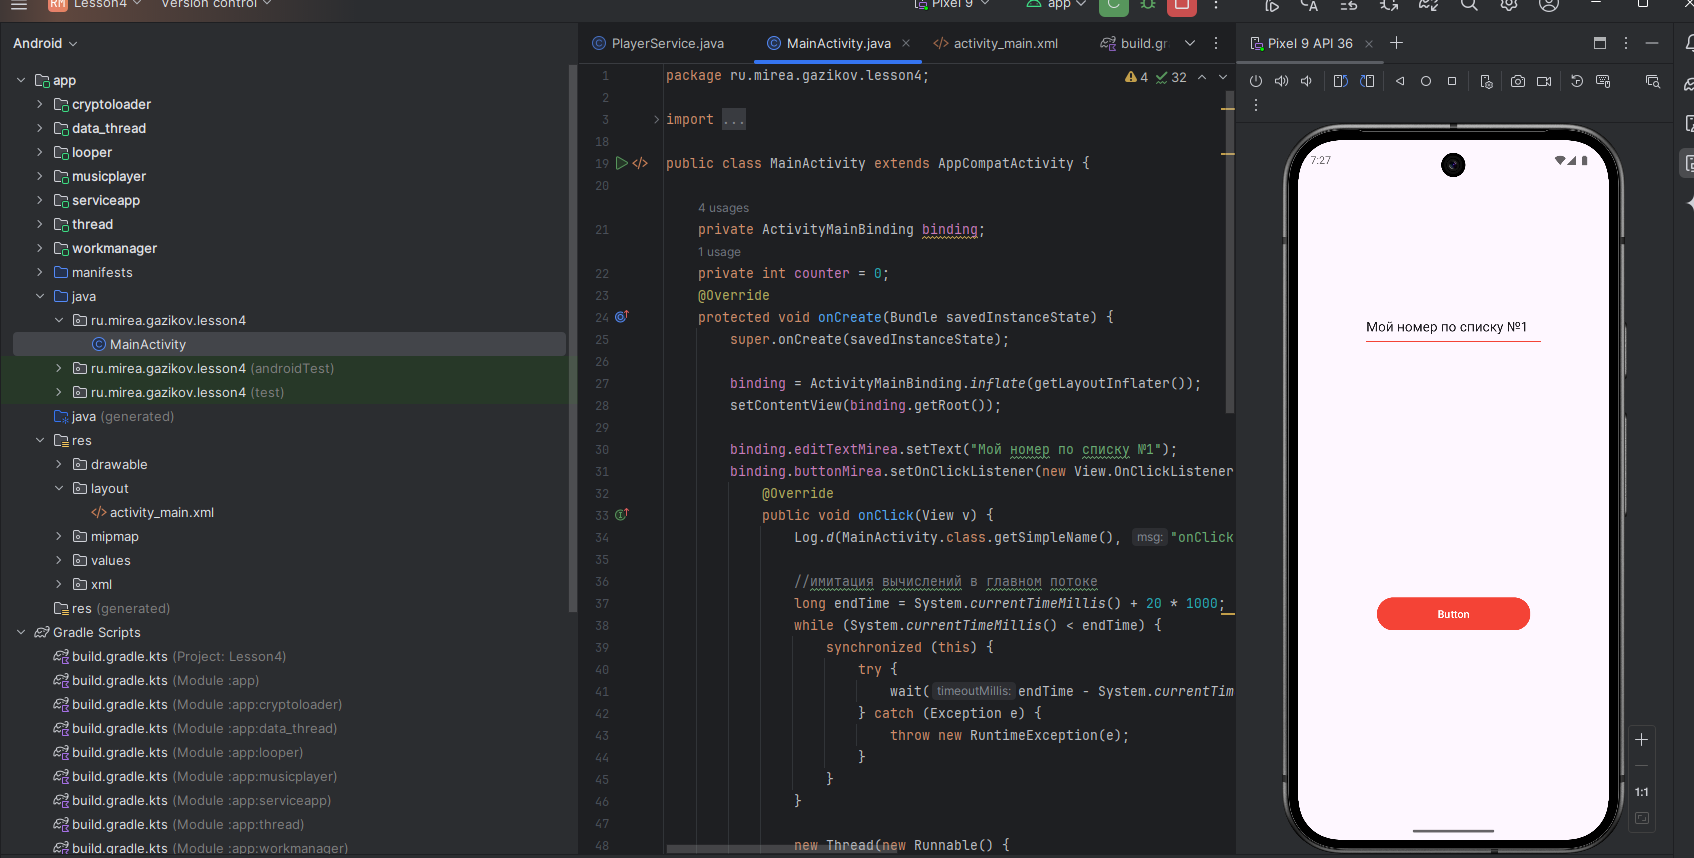 RM Lesson4 Version control Pixel 9 app
Android
app
cryptoloader
data_thread
looper
musicplayer
serviceapp
thread
workmanager
manifests
java
ru.mirea.gazikov.lesson4
MainActivity
ru.mirea.gazikov.lesson4 (androidTest)
ru.mirea.gazikov.lesson4 (test)
java (generated)
res
drawable
layout
activity_main.xml
mipmap
values
xml
res (generated)
Gradle Scripts
build.gradle.kts (Project: Lesson4)
build.gradle.kts (Module :app)
build.gradle.kts (Module :app:cryptoloader)
build.gradle.kts (Module :app:data_thread)
build.gradle.kts (Module :app:looper)
build.gradle.kts (Module :app:musicplayer)
build.gradle.kts (Module :app:serviceapp)
build.gradle.kts (Module :app:thread)
build.gradle.kts (Module :app:workmanager)
PlayerService.java MainActivity.java activity_main.xml build.gr
4 32
1 package ru.mirea.gazikov.lesson4;
2
3 import ...
18
19 public class MainActivity extends AppCompatActivity {
20
4 usages
21 private ActivityMainBinding binding;
1 usage
22 private int counter = 0;
23 @Override
24 protected void onCreate(Bundle savedInstanceState) {
25 super.onCreate(savedInstanceState);
26
27 binding = ActivityMainBinding.inflate(getLayoutInflater());
28 setContentView(binding.getRoot());
29
30 binding.editTextMirea.setText("Мой номер по списку №1");
31 binding.buttonMirea.setOnClickListener(new View.OnClickListener
32 @Override
33 public void onClick(View v) {
34 Log.d(MainActivity.class.getSimpleName(), msg: "onClick
35
36 //имитация вычислений в главном потоке
37 long endTime = System.currentTimeMillis() + 20 * 1000;
38 while (System.currentTimeMillis() < endTime) {
39 synchronized (this) {
40 try {
41 wait( timeoutMillis: endTime - System.currentTim
42 } catch (Exception e) {
43 throw new RuntimeException(e);
44 }
45 }
46 }
47
48 new Thread(new Runnable() {
Pixel 9 API 36
7:27
Мой номер по списку №1
Button
1:1